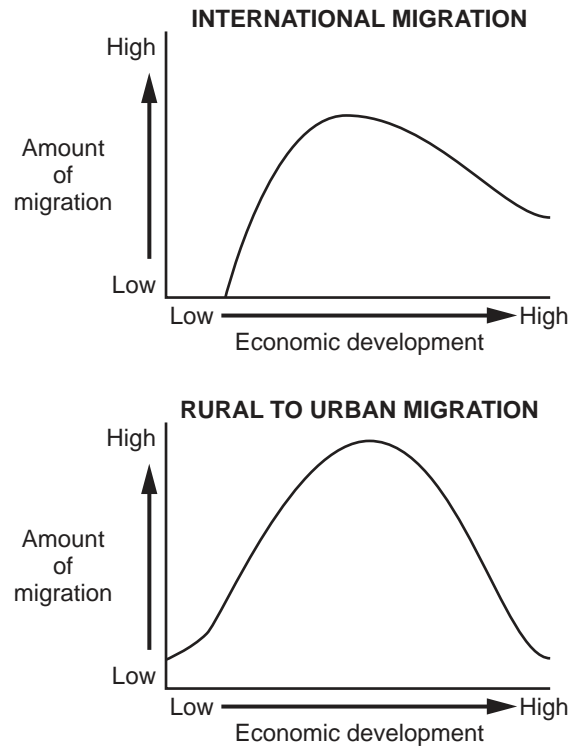 INTERNATIONAL MIGRATION
High
Amount
of
migration
Low
Low High
Economic development
RURAL TO URBAN MIGRATION
High
Amount
of
migration
Low
Low High
Economic development